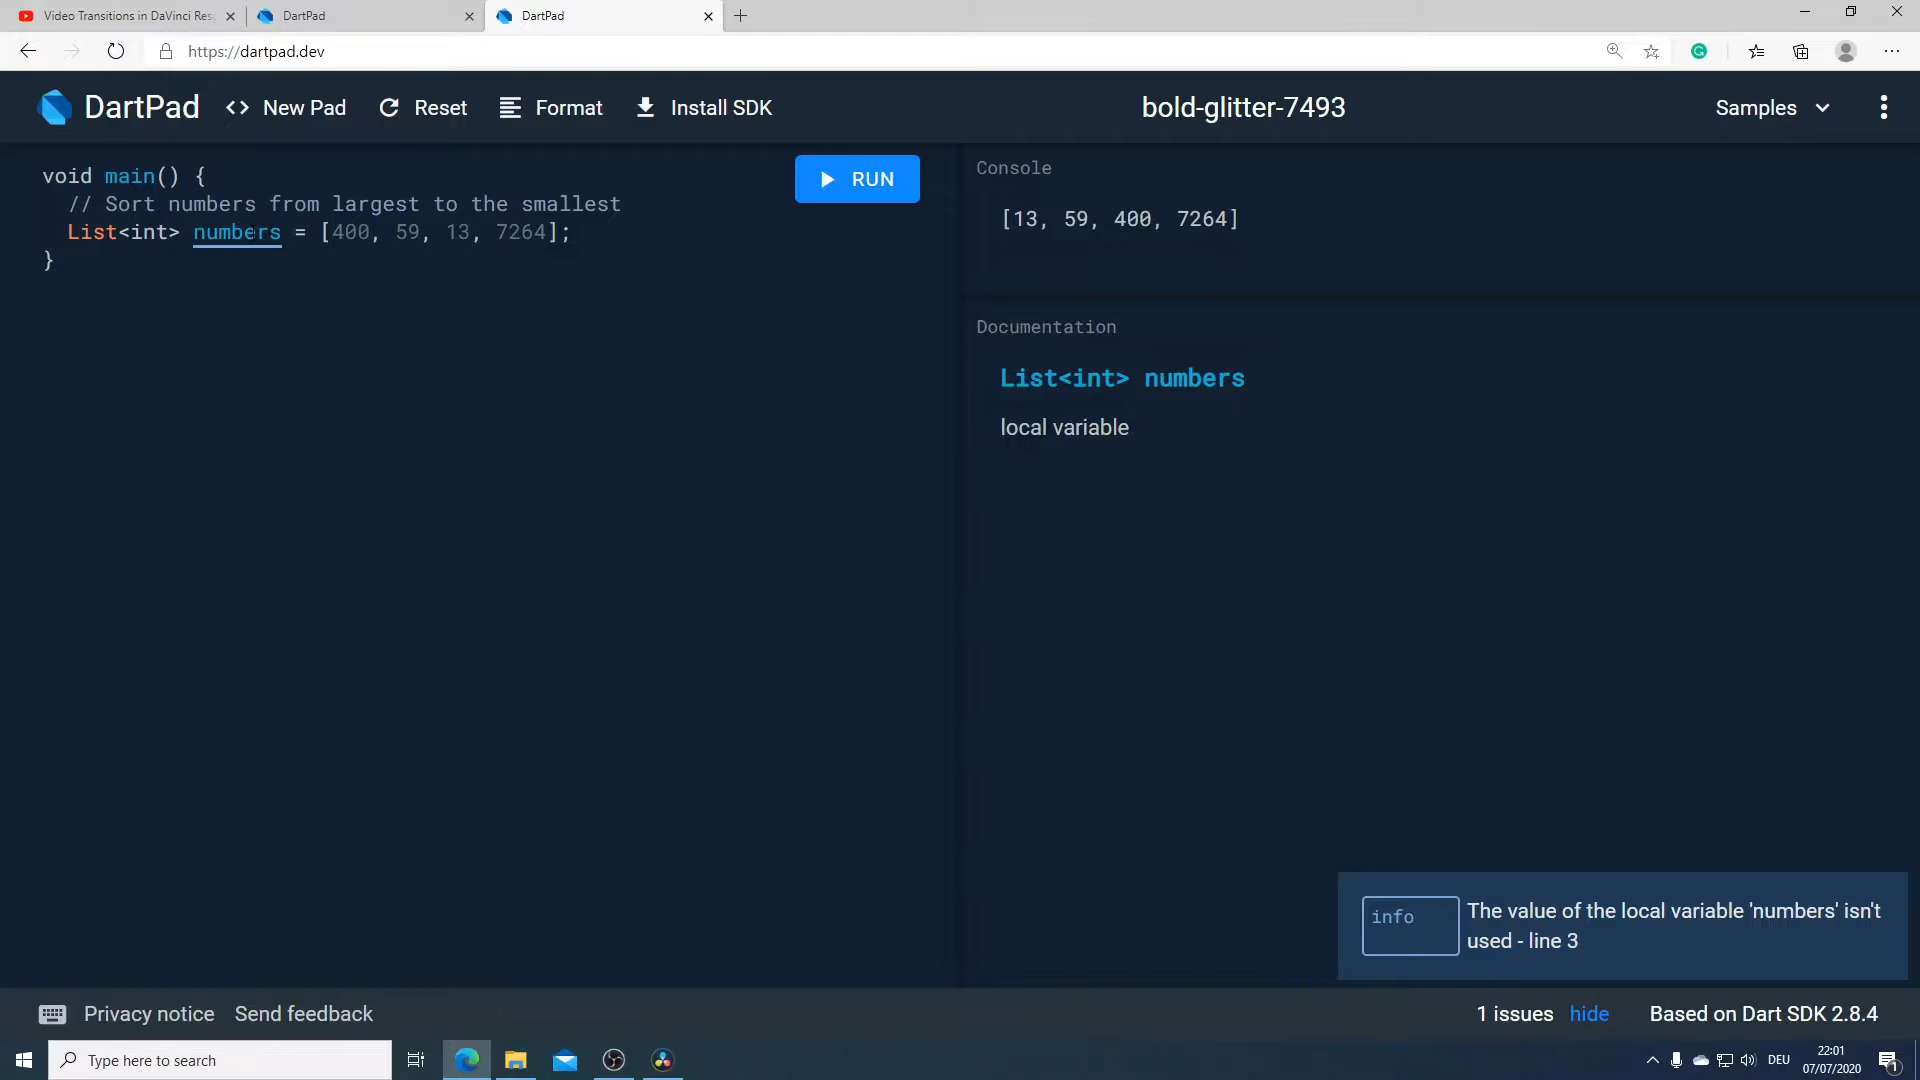 Video Transitions in DaVinci Res
DartPad
DartPad
https://dartpad.dev
DartPad
<> New Pad
Reset
Format
Install SDK
bold-glitter-7493
Samples
void main() {
// Sort numbers from largest to the smallest
List<int> numbers = [400, 59, 13, 7264];
}
RUN
Console
[13, 59, 400, 7264]
Documentation
List<int> numbers
local variable
info
The value of the local variable 'numbers' isn't
used - line 3
Privacy notice
Send feedback
1 issues
hide
Based on Dart SDK 2.8.4
Type here to search
DEU
22:01
07/07/2020
1